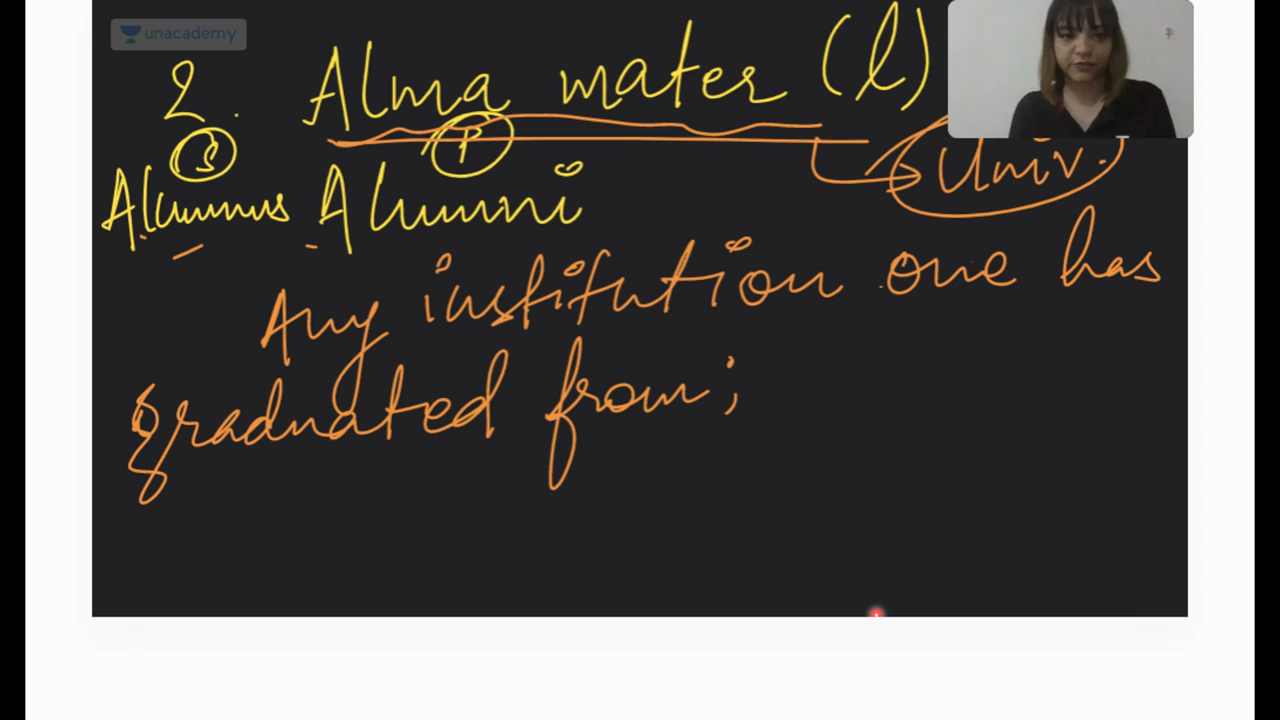 unacademy
2. Alma mater (l)
Univ.
S P
Alumnus Alumni
Any institution one has
graduated from;